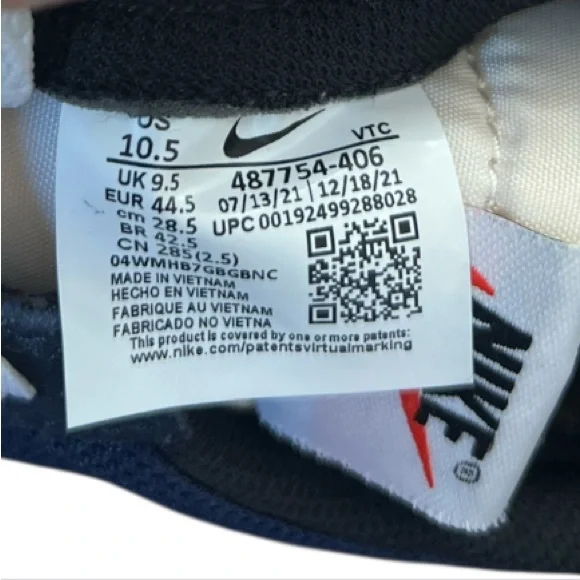 US
10.5
VTC
UK 9.5
487754-406
EUR 44.5
07/13/21 | 12/18/21
cm 28.5
UPC 00192499288028
BR 42.5
CN 285(2.5)
04WMHB7GBGBNC
MADE IN VIETNAM
HECHO EN VIETNAM
FABRIQUE AU VIETNAM
FABRICADO NO VIETNA
This product is covered by one or more patents:
www.nike.com/patentsvirtualmarking
NIKE